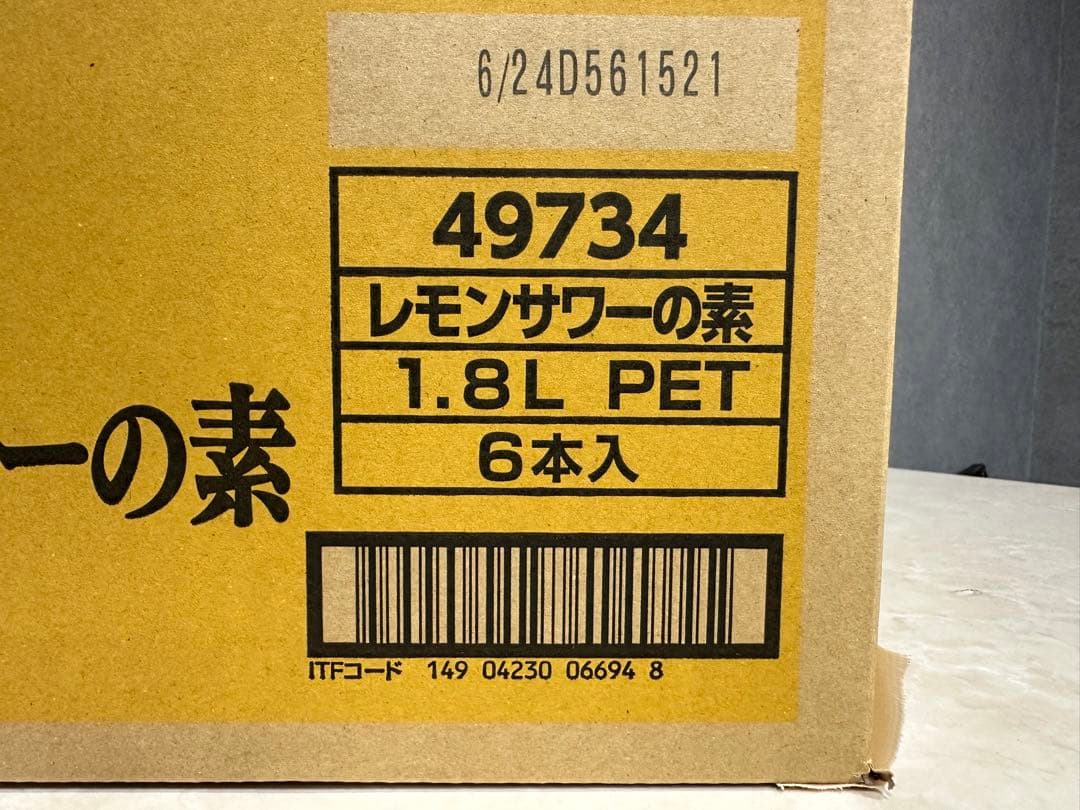 6/24D561521
49734
レモンサワーの素
1.8L PET
6本入
ーの素
ITFコード 149 04230 06694 8